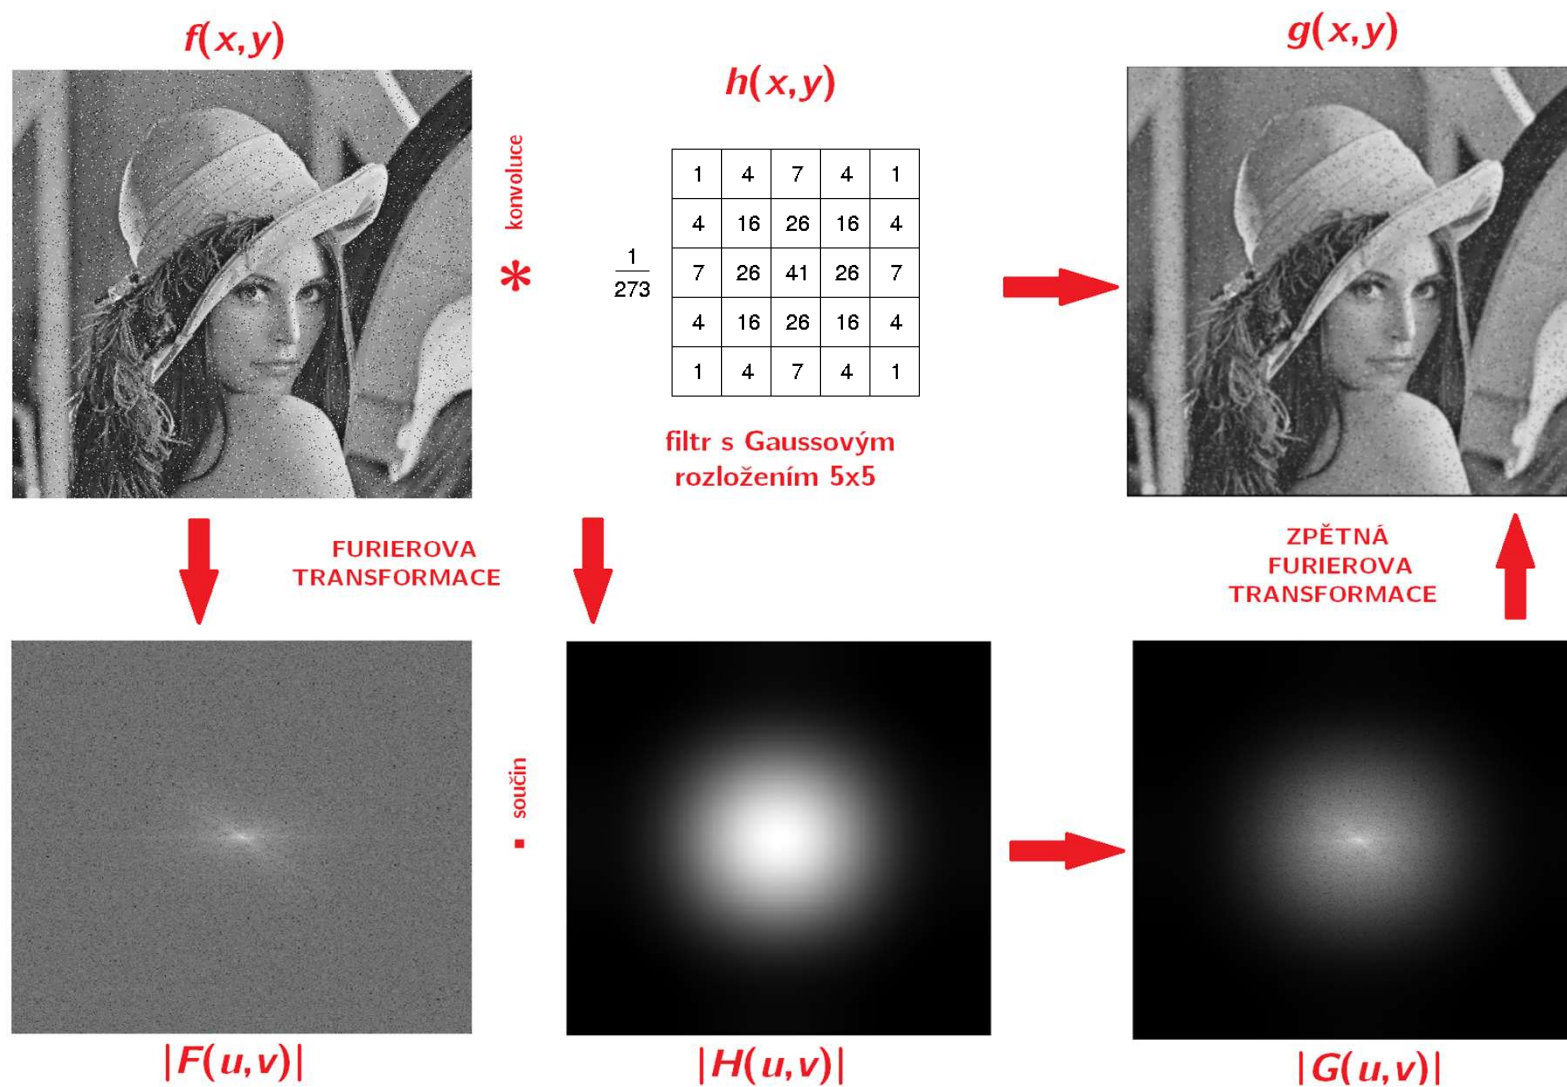 f(x,y)
konvoluce
*
h(x,y)
1
273
1 4 7 4 1
4 16 26 16 4
7 26 41 26 7
4 16 26 16 4
1 4 7 4 1
filtr s Gaussovým
rozložením 5x5
g(x,y)
FURIEROVA
TRANSFORMACE
ZPĚTNÁ
FURIEROVA
TRANSFORMACE
součin
|F(u,v)|
|H(u,v)|
|G(u,v)|